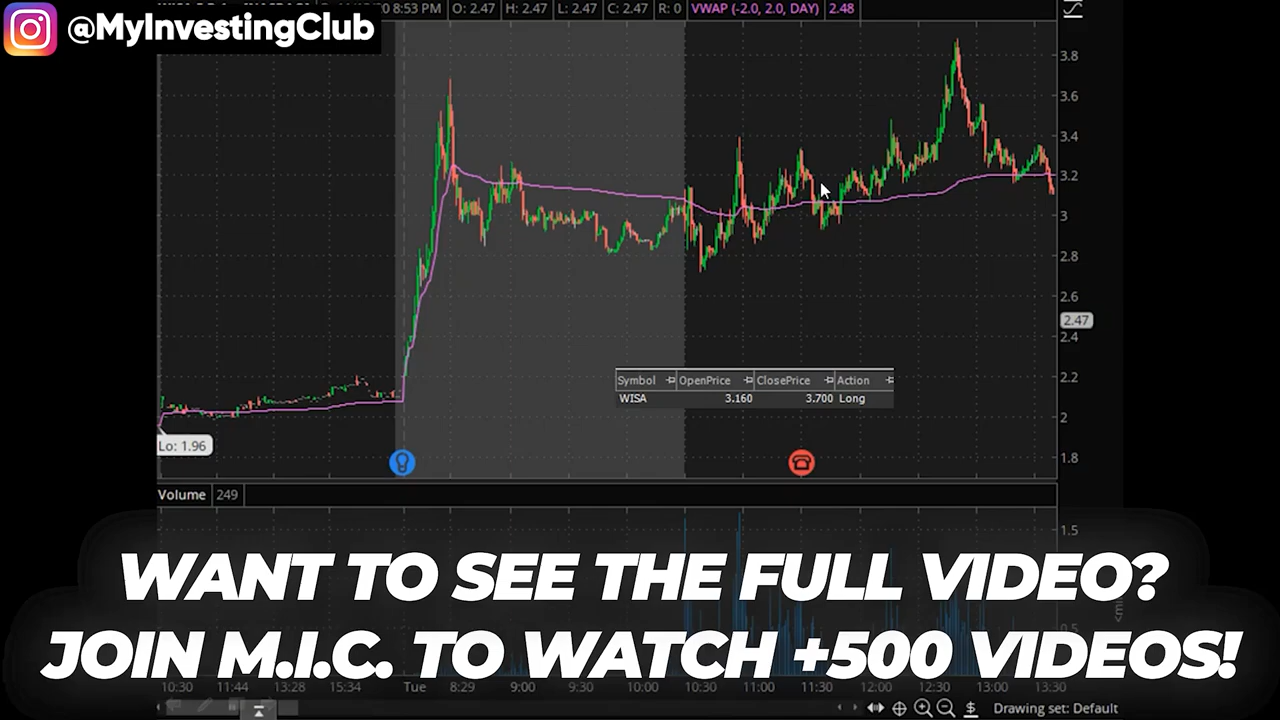 @MyInvestingClub
8:53 PM O: 2.47 H: 2.47 L: 2.47 C: 2.47 R: 0 VWAP (-2.0, 2.0, DAY) 2.48
3.8
3.6
3.4
3.2
3
2.8
2.6
2.47
2.4
2.2
2
1.8
Symbol OpenPrice ClosePrice Action
WISA 3.160 3.700 Long
Lo: 1.96
Volume 249
1.5
WANT TO SEE THE FULL VIDEO?
0.5
JOIN M.I.C. TO WATCH +500 VIDEOS!
10:30 11:44 13:28 15:34 Tue 8:29 9:00 9:30 10:00 10:30 11:00 11:30 12:00 12:30 13:00 13:30
$ Drawing set: Default